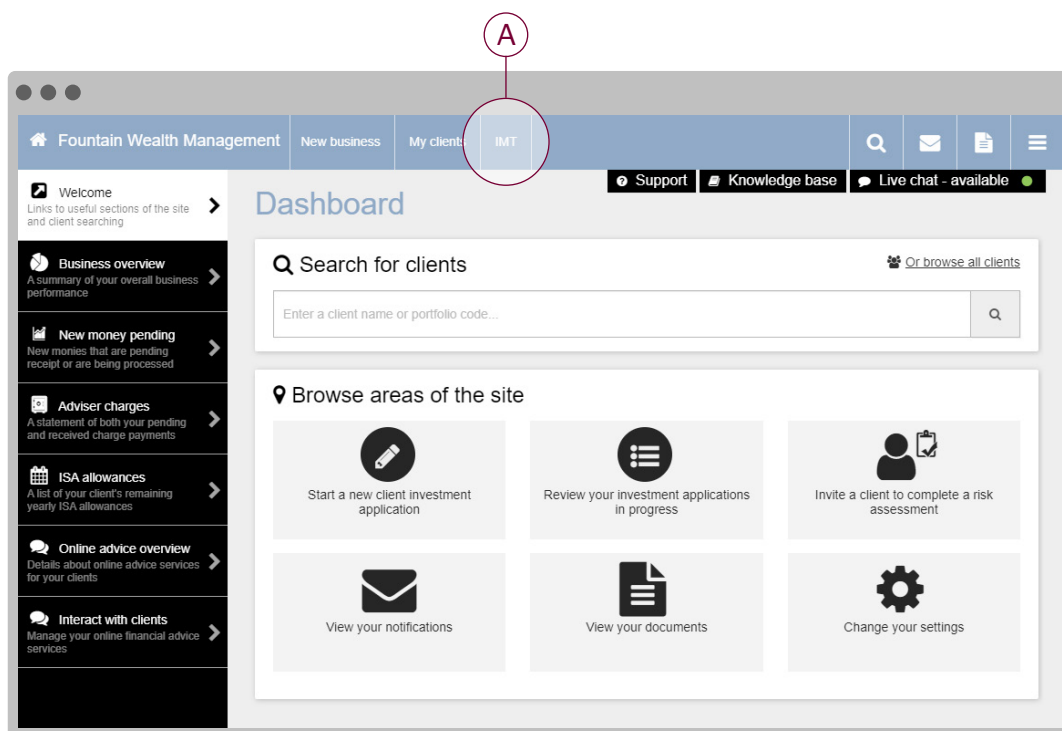 A
Fountain Wealth Management
New business
My clients
IMT
Support
Knowledge base
Live chat - available
Welcome
Links to useful sections of the site
and client searching
Business overview
A summary of your overall business
performance
New money pending
New monies that are pending
receipt or are being processed
Adviser charges
A statement of both your pending
and received charge payments
ISA allowances
A list of your client's remaining
yearly ISA allowances
Online advice overview
Details about online advice services
for your clients
Interact with clients
Manage your online financial advice
services
Dashboard
Search for clients
Or browse all clients
Enter a client name or portfolio code...
Browse areas of the site
Start a new client investment
application
Review your investment applications
in progress
Invite a client to complete a risk
assessment
View your notifications
View your documents
Change your settings